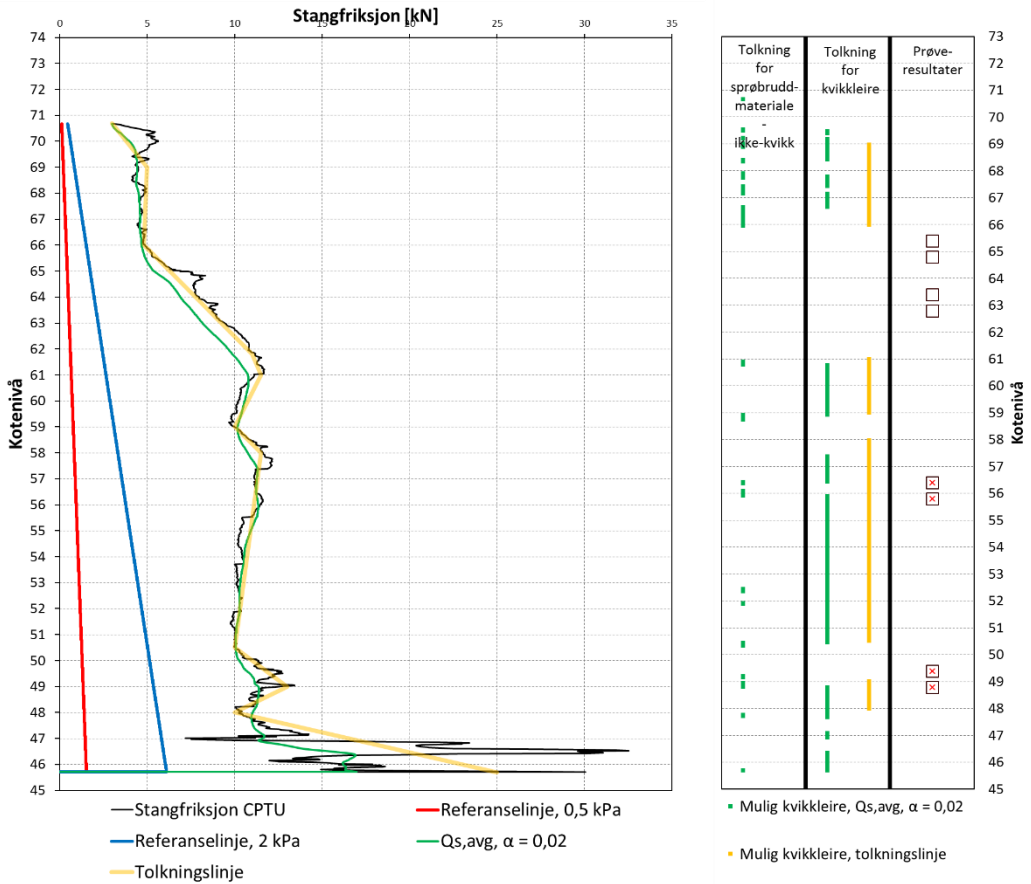 Stangfriksjon [kN]
0 5 10 15 20 25 30 35
Kotenivå
74
73
72
71
70
69
68
67
66
65
64
63
62
61
60
59
58
57
56
55
54
53
52
51
50
49
48
47
46
45
Stangfriksjon CPTU
Referanselinje, 0,5 kPa
Referanselinje, 2 kPa
Qs,avg, α = 0,02
Tolkningslinje
Tolkning
for
sprøbrudd-
materiale
-
ikke-kvikk
Tolkning
for
kvikkleire
Prøve-
resultater
73
72
71
70
69
68
67
66
65
64
63
62
61
60
59
58
57
56
55
54
53
52
51
50
49
48
47
46
45
Kotenivå
Mulig kvikkleire, Qs,avg, α = 0,02
Mulig kvikkleire, tolkningslinje